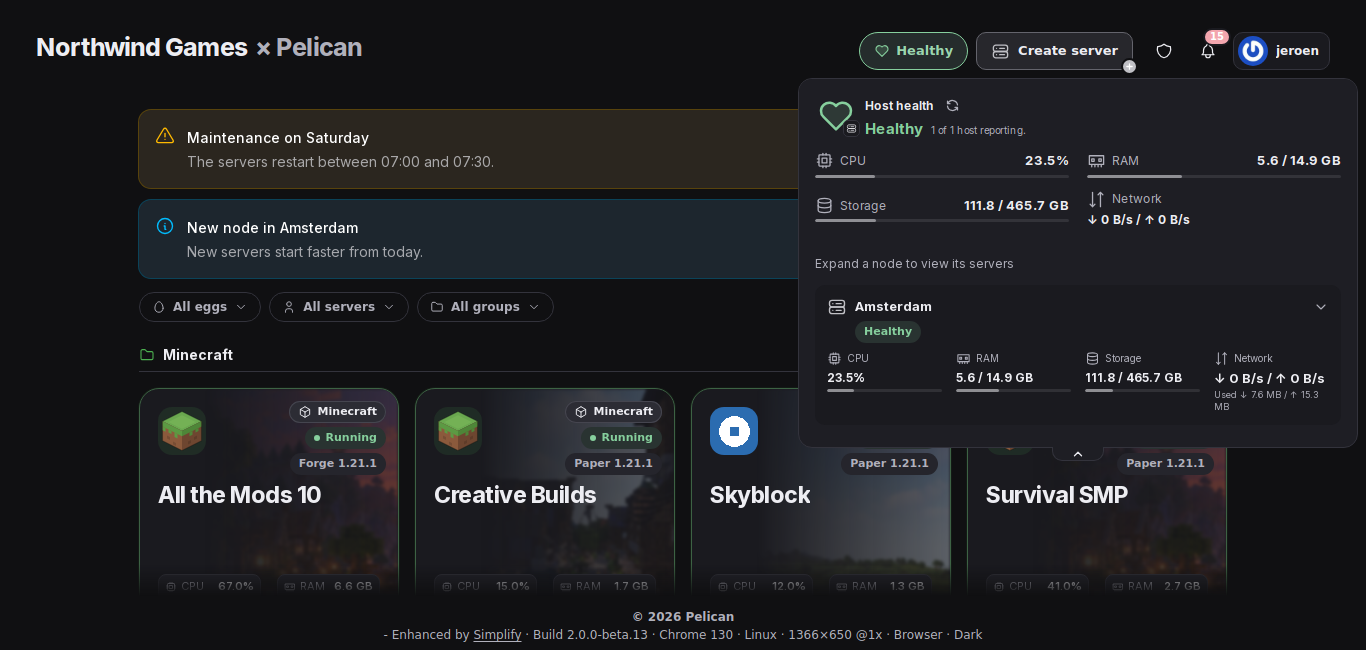 Northwind Games × Pelican
Healthy
Create server
15
jeroen
Maintenance on Saturday
The servers restart between 07:00 and 07:30.
New node in Amsterdam
New servers start faster from today.
All eggs
All servers
All groups
Minecraft
Host health
Healthy 1 of 1 host reporting.
CPU 23.5%
RAM 5.6 / 14.9 GB
Storage 111.8 / 465.7 GB
Network
↓ 0 B/s / ↑ 0 B/s
Expand a node to view its servers
Amsterdam
Healthy
CPU
23.5%
RAM
5.6 / 14.9 GB
Storage
111.8 / 465.7 GB
Network
↓ 0 B/s / ↑ 0 B/s
Used ↓ 7.6 MB / ↑ 15.3
MB
Minecraft
Running
Forge 1.21.1
All the Mods 10
CPU 67.0%
RAM 6.6 GB
Minecraft
Running
Paper 1.21.1
Creative Builds
CPU 15.0%
RAM 1.7 GB
Paper 1.21.1
Skyblock
CPU 12.0%
RAM 1.3 GB
Paper 1.21.1
Survival SMP
CPU 41.0%
RAM 2.7 GB
© 2026 Pelican
- Enhanced by Simplify · Build 2.0.0-beta.13 · Chrome 130 · Linux · 1366×650 @1x · Browser · Dark